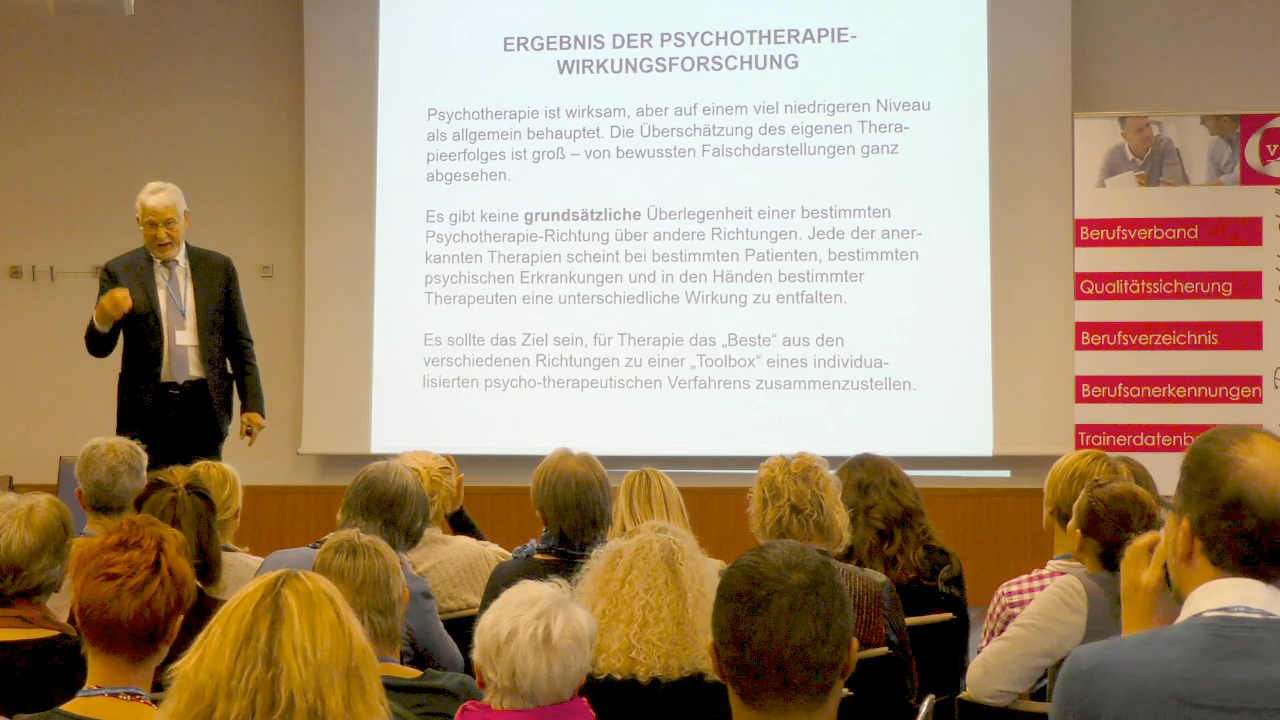 ERGEBNIS DER PSYCHOTHERAPIE-
WIRKUNGSFORSCHUNG
Psychotherapie ist wirksam, aber auf einem viel niedrigeren Niveau
als allgemein behauptet. Die Überschätzung des eigenen Thera-
pieerfolges ist groß – von bewussten Falschdarstellungen ganz
abgesehen.
Es gibt keine grundsätzliche Überlegenheit einer bestimmten
Psychotherapie-Richtung über andere Richtungen. Jede der aner-
kannten Therapien scheint bei bestimmten Patienten, bestimmten
psychischen Erkrankungen und in den Händen bestimmter
Therapeuten eine unterschiedliche Wirkung zu entfalten.
Es sollte das Ziel sein, für Therapie das „Beste“ aus den
verschiedenen Richtungen zu einer „Toolbox“ eines individua-
lisierten psycho-therapeutischen Verfahrens zusammenzustellen.
V
Berufsverband
Qualitätssicherung
Berufsverzeichnis
Berufsanerkennungen
Trainerdatenb